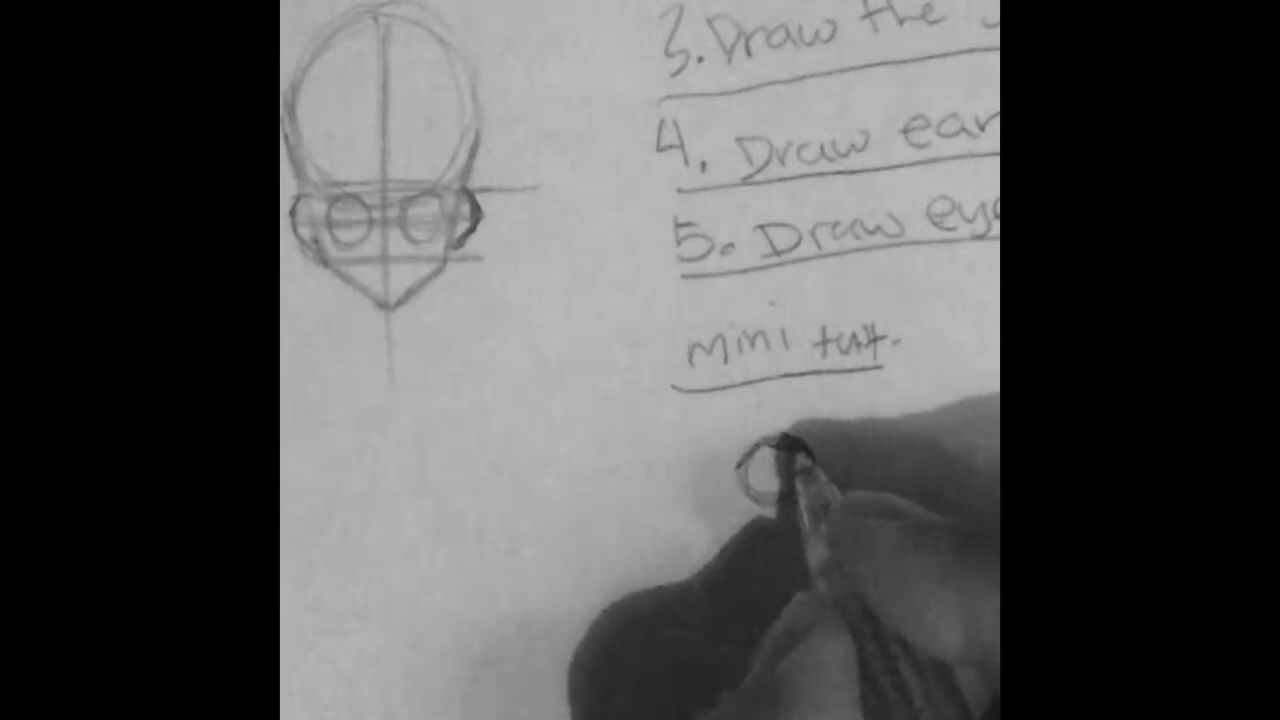 3. Draw the
4. Draw ear
5. Draw eye
mini tut.